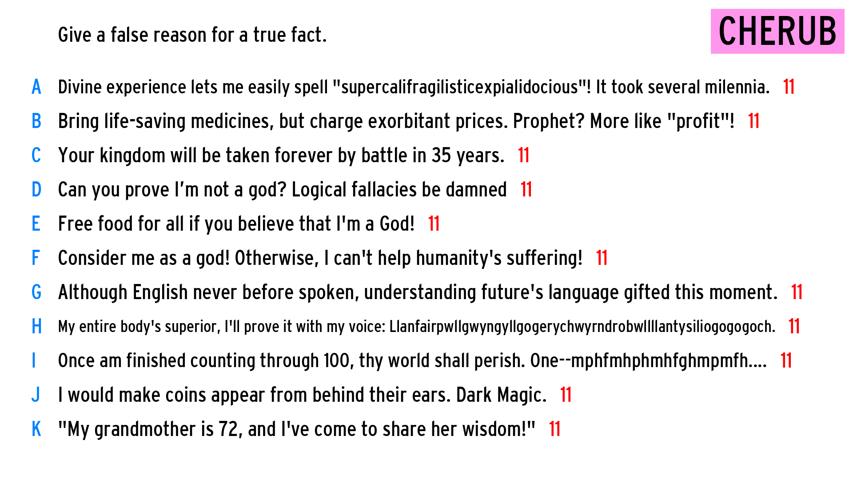 Give a false reason for a true fact.
CHERUB
A Divine experience lets me easily spell "supercalifragilisticexpialidocious"! It took several milennia. 11
B Bring life-saving medicines, but charge exorbitant prices. Prophet? More like "profit"! 11
C Your kingdom will be taken forever by battle in 35 years. 11
D Can you prove I'm not a god? Logical fallacies be damned 11
E Free food for all if you believe that I'm a God! 11
F Consider me as a god! Otherwise, I can't help humanity's suffering! 11
G Although English never before spoken, understanding future's language gifted this moment. 11
H My entire body's superior, I'll prove it with my voice: Llanfairpwllgwyngyllgogerychwyrndrobwllllantysiliogogogoch. 11
I Once am finished counting through 100, thy world shall perish. One--mphfmhphmhfghmpmfh.... 11
J I would make coins appear from behind their ears. Dark Magic. 11
K "My grandmother is 72, and I've come to share her wisdom!" 11